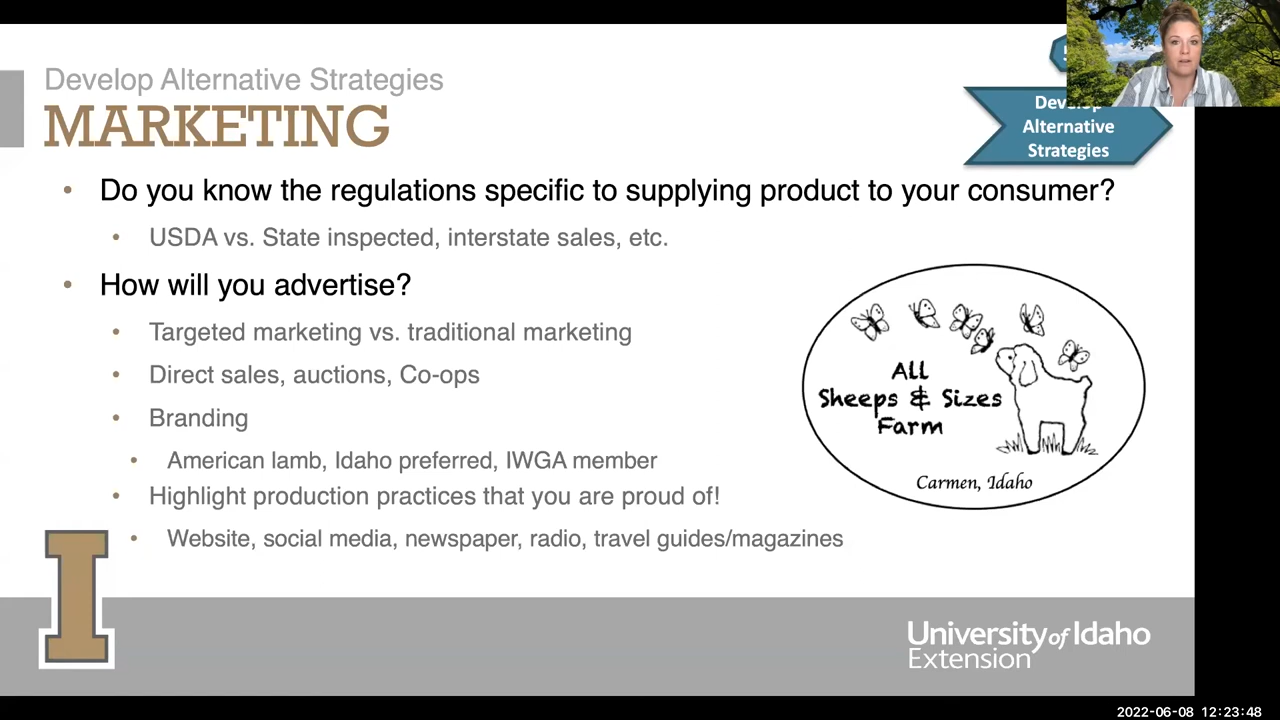 Develop Alternative Strategies
MARKETING
Develop
Alternative
Strategies
• Do you know the regulations specific to supplying product to your consumer?
• USDA vs. State inspected, interstate sales, etc.
• How will you advertise?
• Targeted marketing vs. traditional marketing
• Direct sales, auctions, Co-ops
• Branding
• American lamb, Idaho preferred, IWGA member
• Highlight production practices that you are proud of!
• Website, social media, newspaper, radio, travel guides/magazines
All
Sheeps & Sizes
Farm
Carmen, Idaho
I
University of Idaho
Extension
2022-06-08 12:23:48